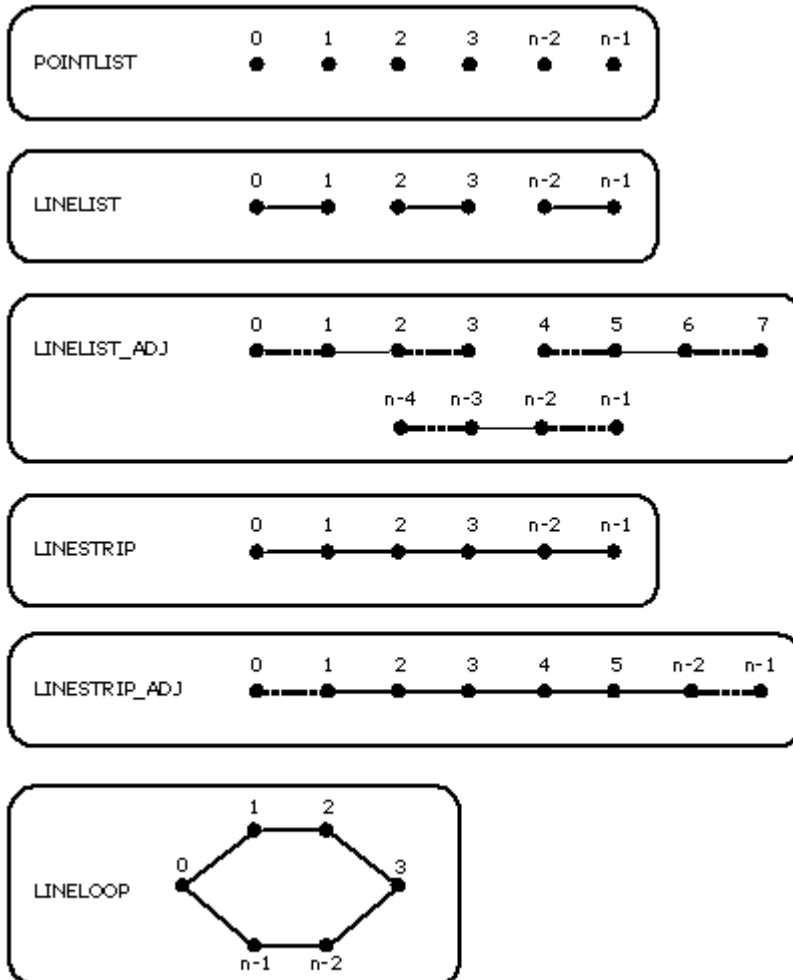 0 1 2 3 n-2 n-1
POINTLIST
0 1 2 3 n-2 n-1
LINELIST
0 1 2 3 4 5 6 7
LINELIST_ADJ
n-4 n-3 n-2 n-1
0 1 2 3 n-2 n-1
LINESTRIP
0 1 2 3 4 5 n-2 n-1
LINESTRIP_ADJ
1 2
0 3
LINELOOP
n-1 n-2